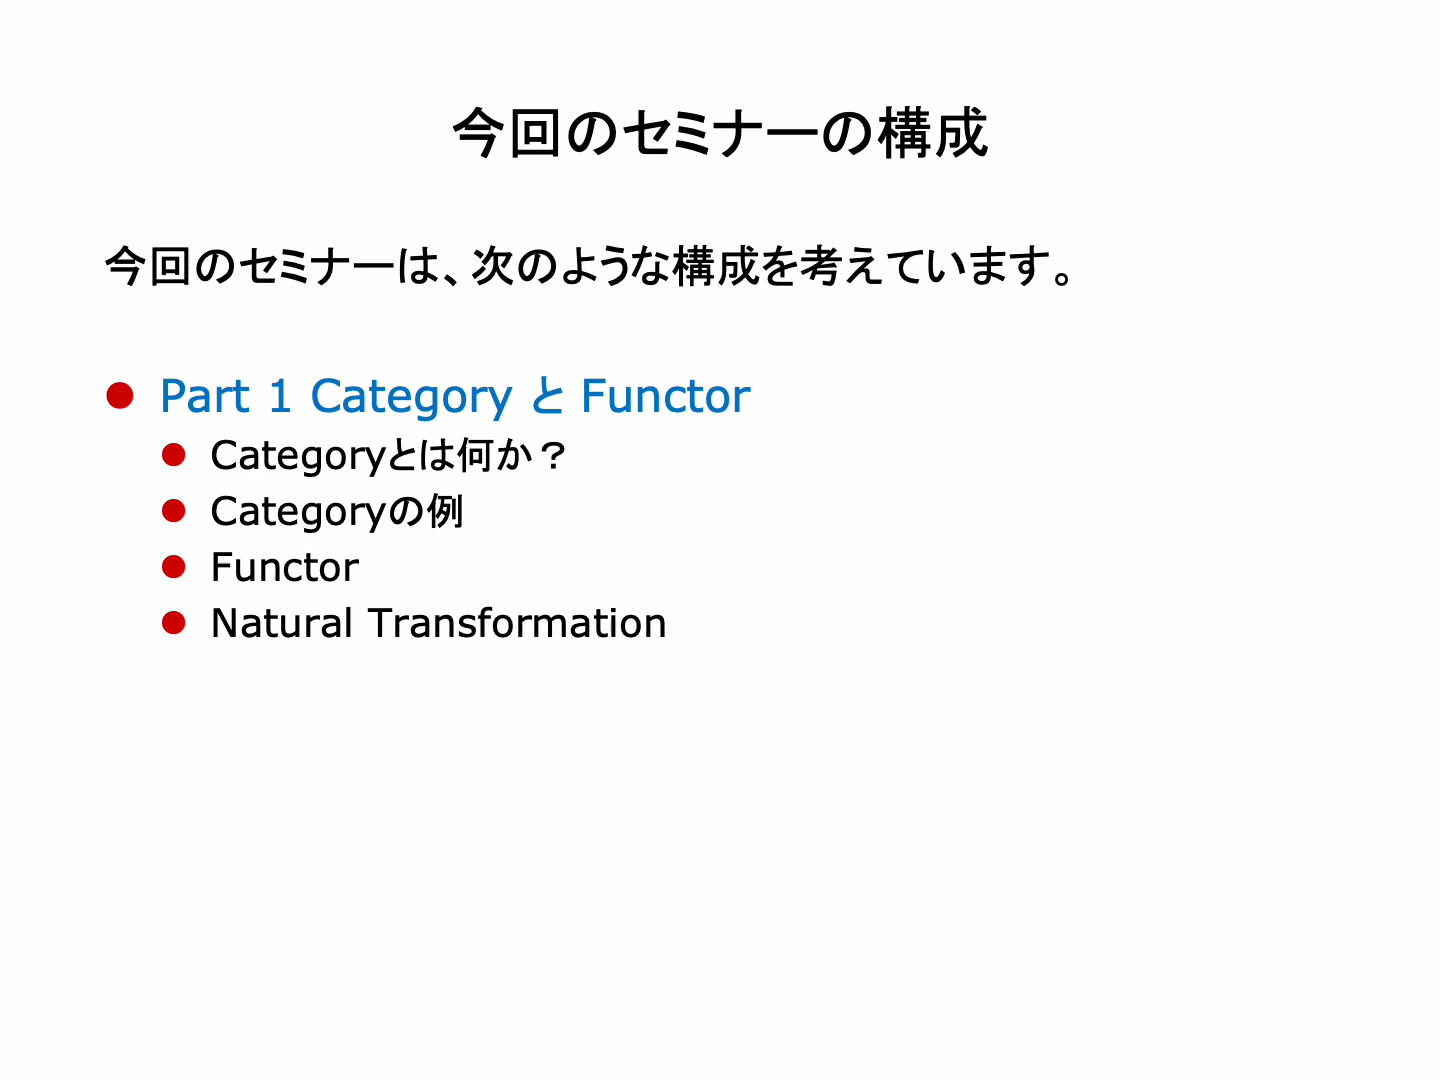 今回のセミナーの構成
今回のセミナーは、次のような構成を考えています。
Part 1 Category と Functor
Categoryとは何か？
Categoryの例
Functor
Natural Transformation